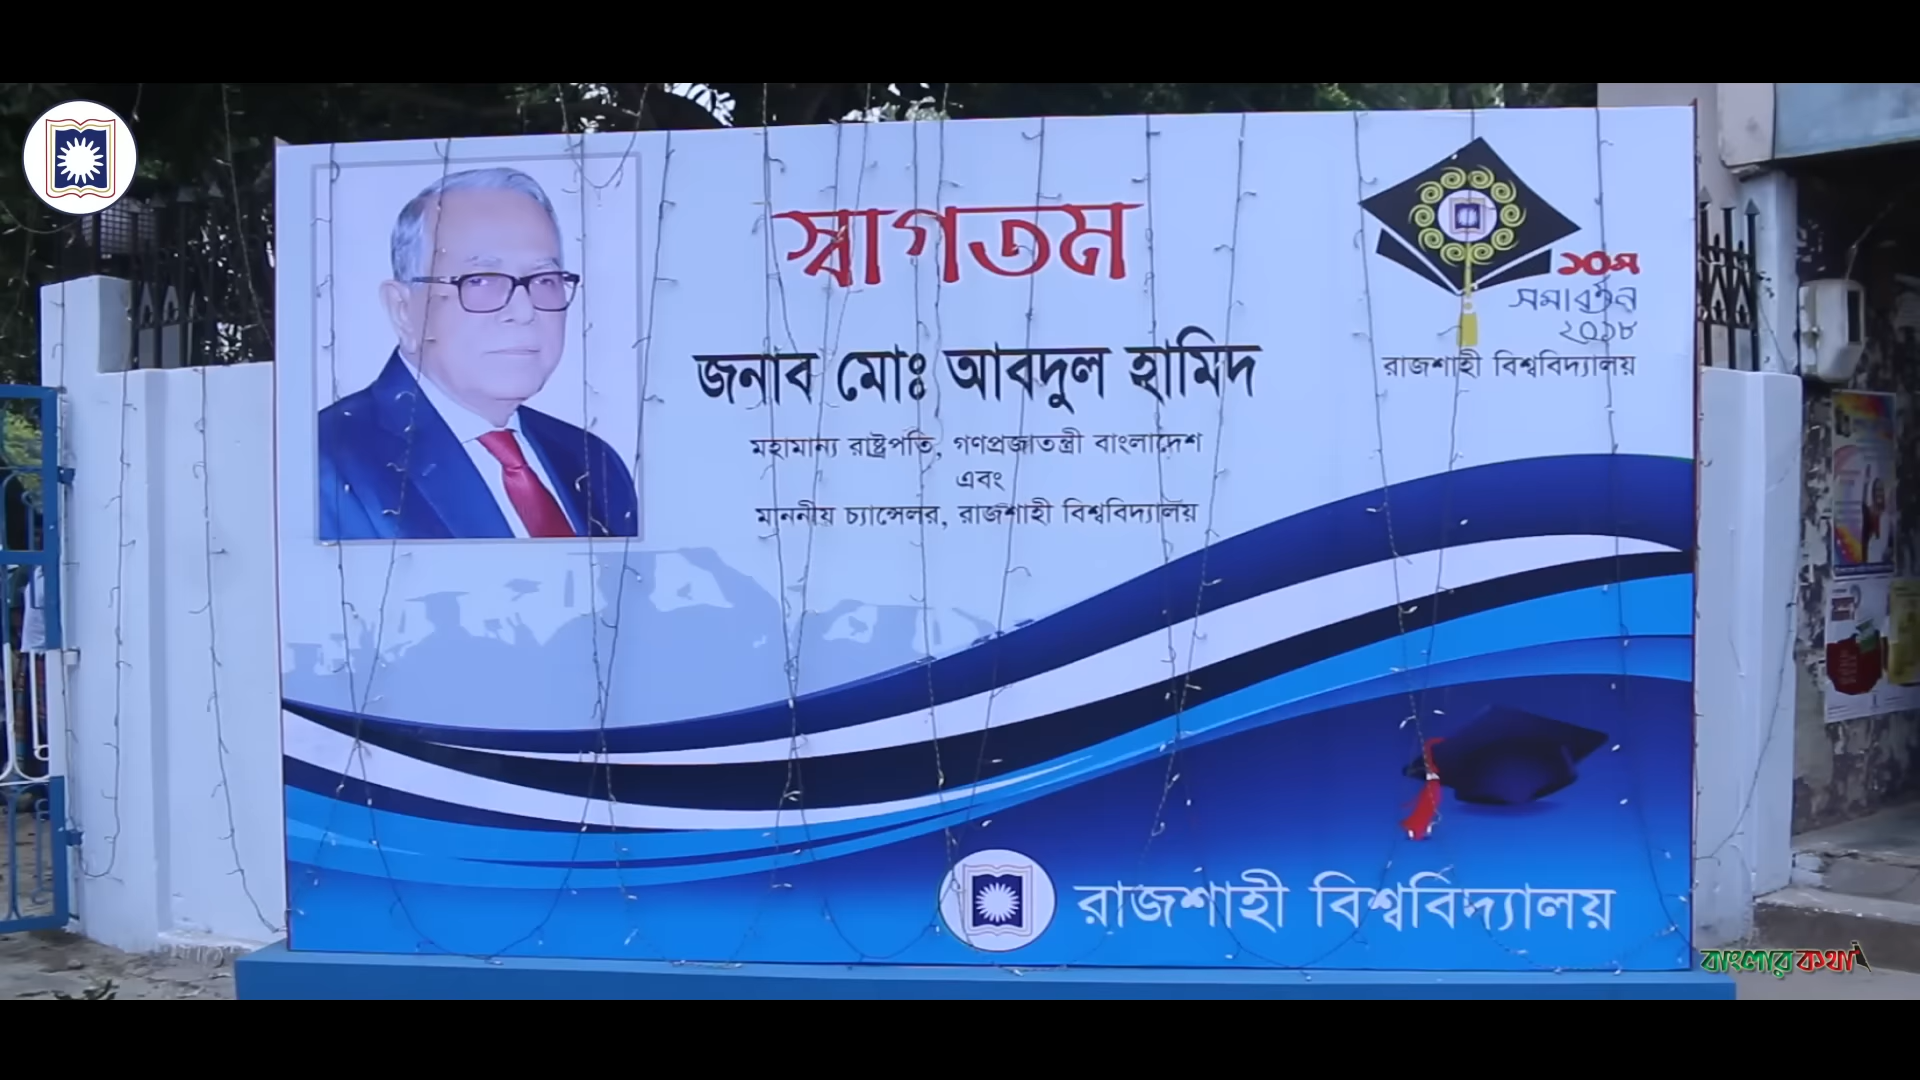 স্বাগতম
জনাব মোঃ আবদুল হামিদ
মহামান্য রাষ্ট্রপতি, গণপ্রজাতন্ত্রী বাংলাদেশ
এবং
মাননীয় চ্যান্সেলর, রাজশাহী বিশ্ববিদ্যালয়
১০ম
সমাবর্তন
২০১৮
রাজশাহী বিশ্ববিদ্যালয়
রাজশাহী বিশ্ববিদ্যালয়
বাংলার কথা